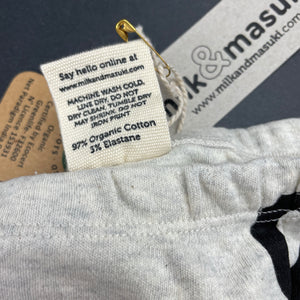 Say hello online at
www.milkandmasuki.com
MACHINE WASH COLD.
LINE DRY. DO NOT
DRY CLEAN. TUMBLE DRY
MAY SHRINK. DO NOT
IRON PRINT
97% Organic Cotton
3% Elastane
milk&masuki
www.milkandmasuki.com